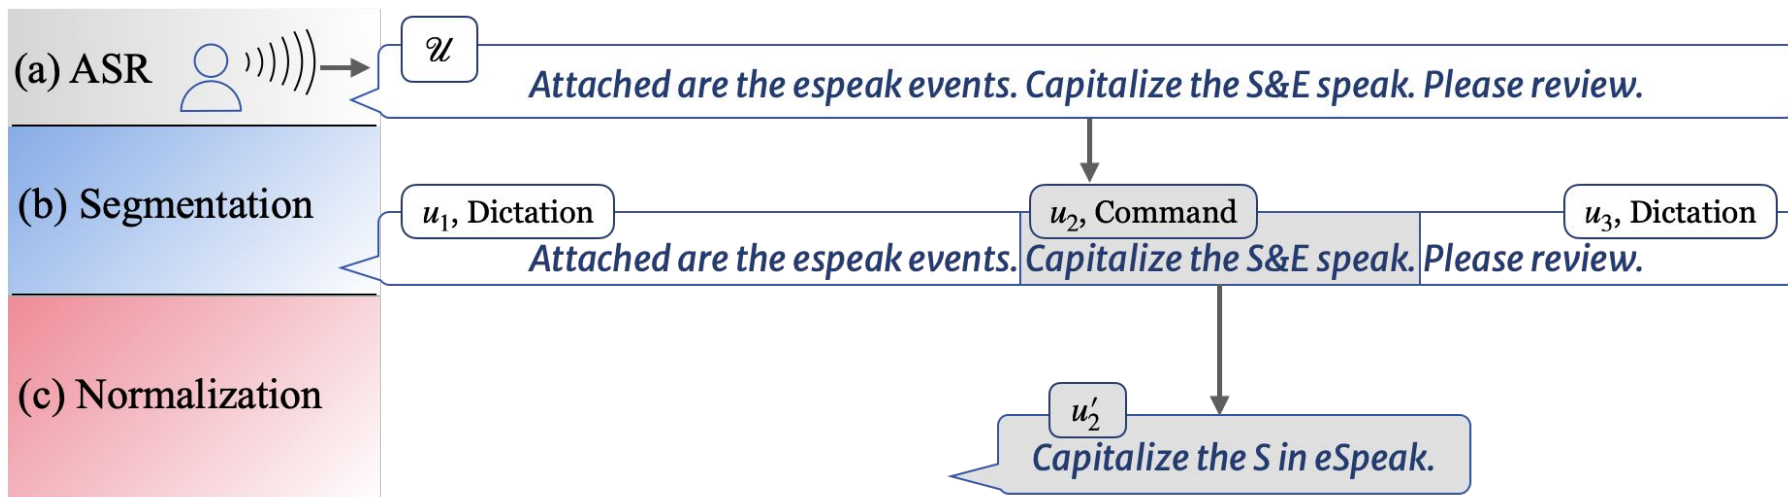 (a) ASR
𝒰
Attached are the espeak events. Capitalize the S&E speak. Please review.
(b) Segmentation
u₁, Dictation
u₂, Command
u₃, Dictation
Attached are the espeak events. Capitalize the S&E speak. Please review.
(c) Normalization
u′₂
Capitalize the S in eSpeak.